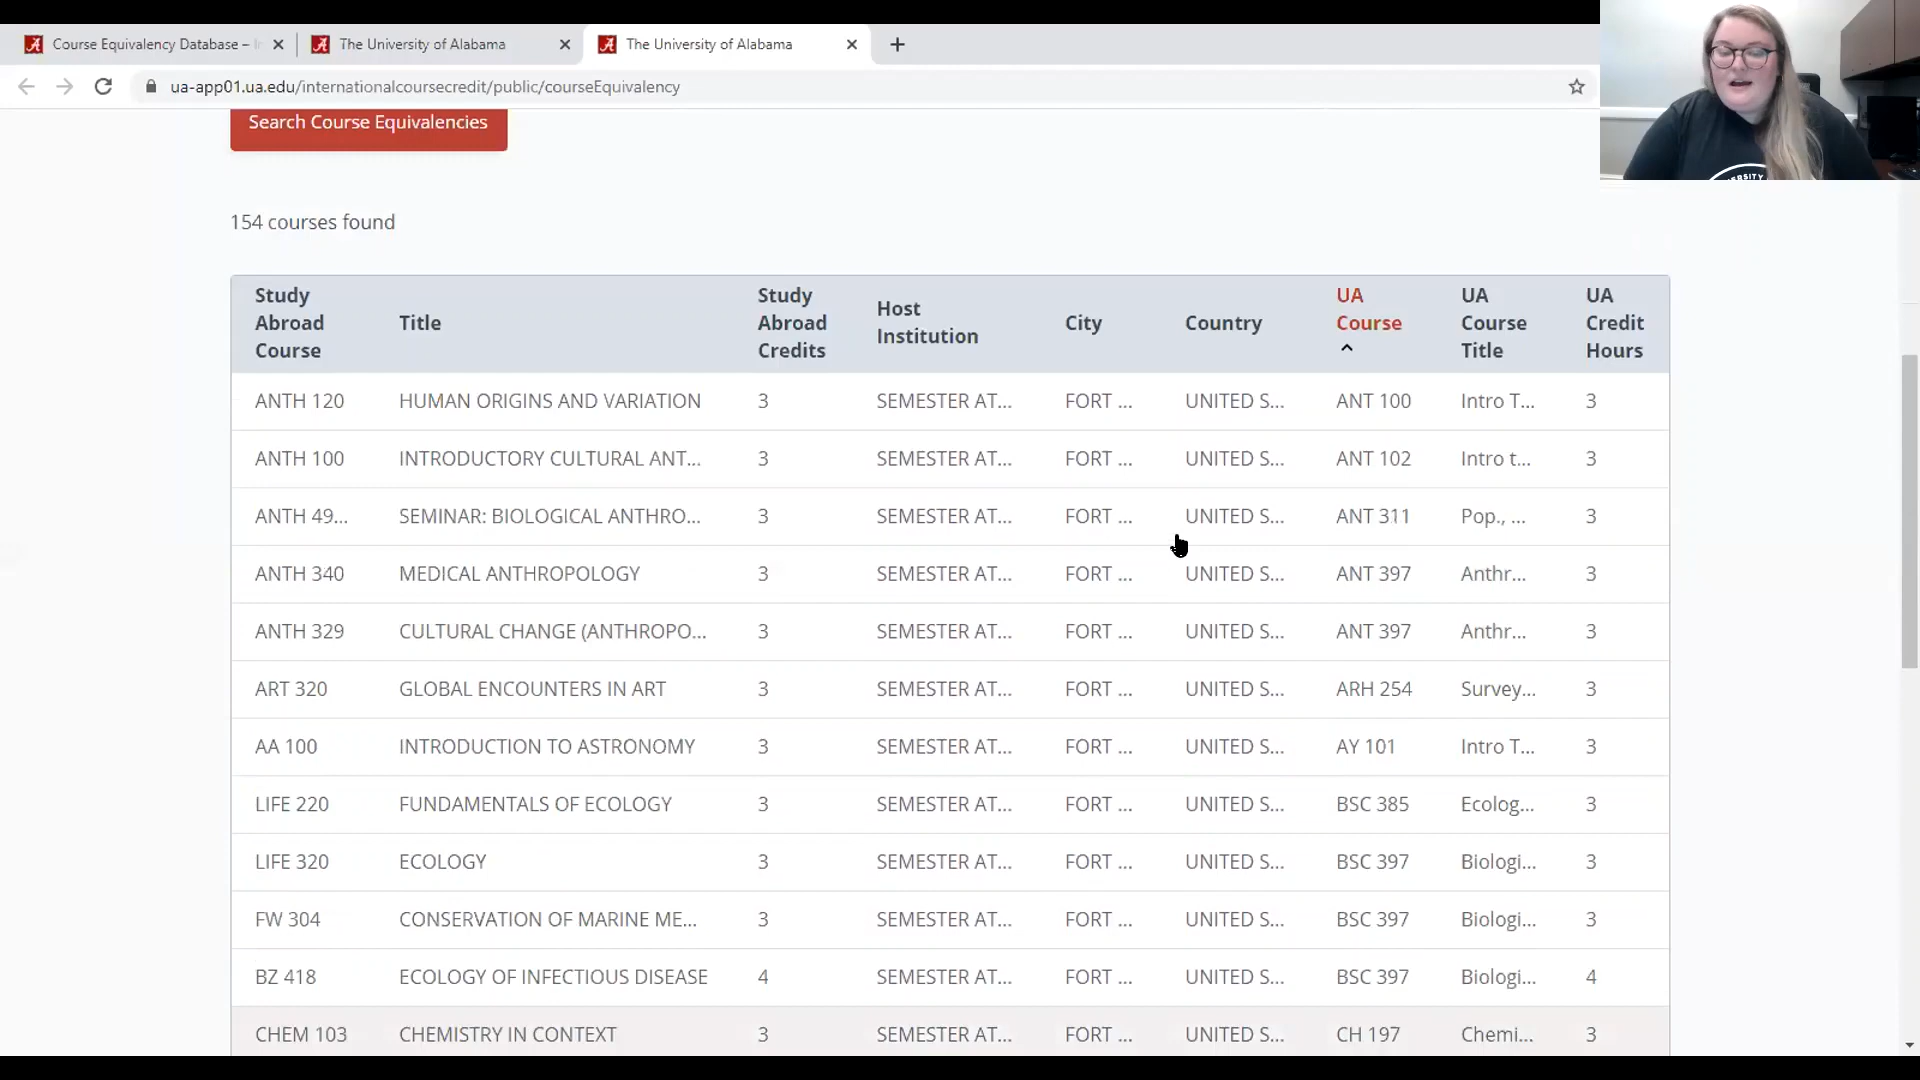 Course Equivalency Database –
The University of Alabama
The University of Alabama
ua-app01.ua.edu/internationalcoursecredit/public/courseEquivalency
Search Course Equivalencies
154 courses found
Study Abroad Course Title Study Abroad Credits Host Institution City Country UA Course UA Course Title UA Credit Hours
ANTH 120 HUMAN ORIGINS AND VARIATION 3 SEMESTER AT... FORT ... UNITED S... ANT 100 Intro T... 3
ANTH 100 INTRODUCTORY CULTURAL ANT... 3 SEMESTER AT... FORT ... UNITED S... ANT 102 Intro t... 3
ANTH 49... SEMINAR: BIOLOGICAL ANTHRO... 3 SEMESTER AT... FORT ... UNITED S... ANT 311 Pop., ... 3
ANTH 340 MEDICAL ANTHROPOLOGY 3 SEMESTER AT... FORT ... UNITED S... ANT 397 Anthr... 3
ANTH 329 CULTURAL CHANGE (ANTHROPO... 3 SEMESTER AT... FORT ... UNITED S... ANT 397 Anthr... 3
ART 320 GLOBAL ENCOUNTERS IN ART 3 SEMESTER AT... FORT ... UNITED S... ARH 254 Survey... 3
AA 100 INTRODUCTION TO ASTRONOMY 3 SEMESTER AT... FORT ... UNITED S... AY 101 Intro T... 3
LIFE 220 FUNDAMENTALS OF ECOLOGY 3 SEMESTER AT... FORT ... UNITED S... BSC 385 Ecolog... 3
LIFE 320 ECOLOGY 3 SEMESTER AT... FORT ... UNITED S... BSC 397 Biologi... 3
FW 304 CONSERVATION OF MARINE ME... 3 SEMESTER AT... FORT ... UNITED S... BSC 397 Biologi... 3
BZ 418 ECOLOGY OF INFECTIOUS DISEASE 4 SEMESTER AT... FORT ... UNITED S... BSC 397 Biologi... 4
CHEM 103 CHEMISTRY IN CONTEXT 3 SEMESTER AT... FORT ... UNITED S... CH 197 Chemi... 3